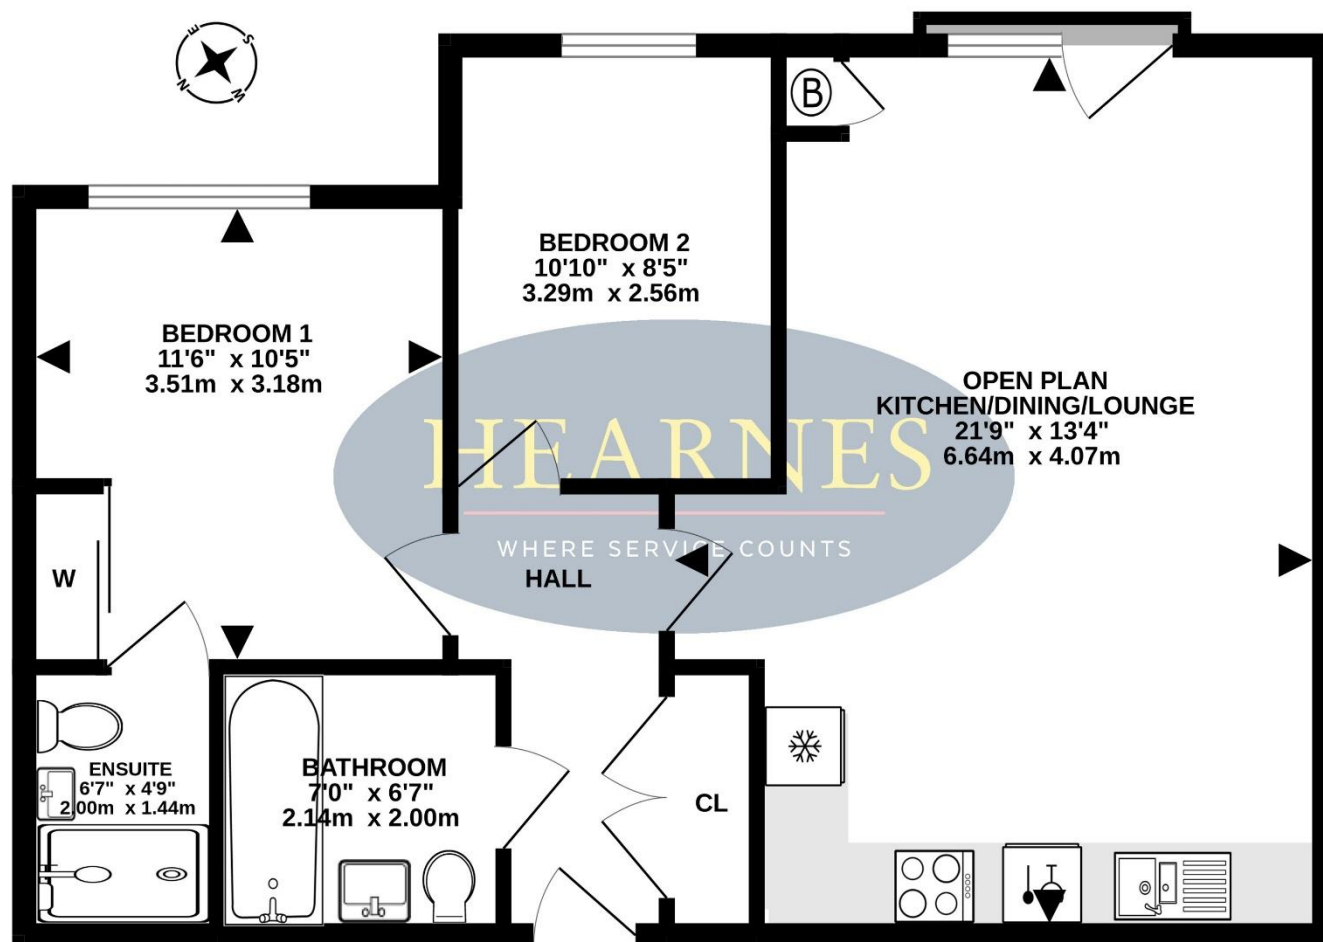 E
S
N
W
B
BEDROOM 2
10'10" x 8'5"
3.29m x 2.56m
BEDROOM 1
11'6" x 10'5"
3.51m x 3.18m
OPEN PLAN
KITCHEN/DINING/LOUNGE
21'9" x 13'4"
6.64m x 4.07m
HEARNES
WHERE SERVICE COUNTS
HALL
W
ENSUITE
6'7" x 4'9"
2.00m x 1.44m
BATHROOM
7'0" x 6'7"
2.14m x 2.00m
CL